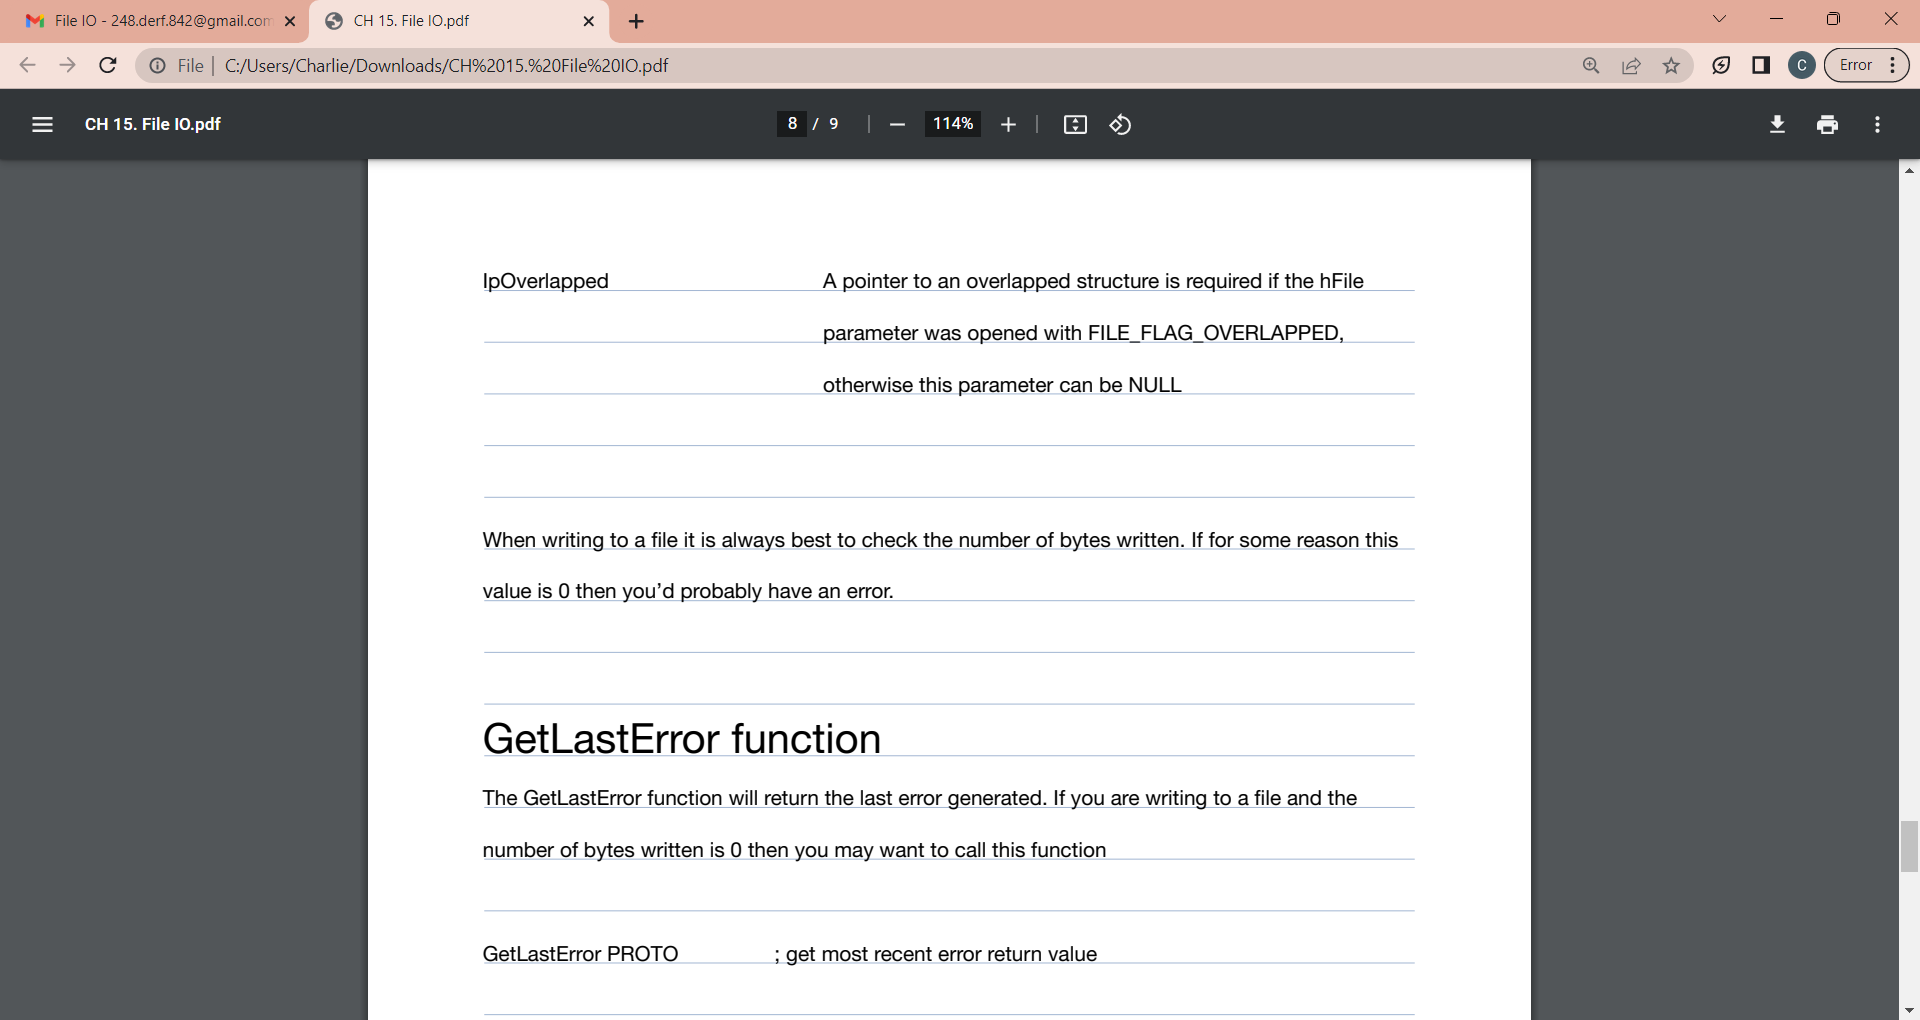 File IO - 248.derf.842@gmail.com
CH 15. File IO.pdf
File
C:/Users/Charlie/Downloads/CH%2015.%20File%20IO.pdf
C
Error
CH 15. File IO.pdf
8 / 9
114%
lpOverlapped A pointer to an overlapped structure is required if the hFile
parameter was opened with FILE_FLAG_OVERLAPPED,
otherwise this parameter can be NULL
When writing to a file it is always best to check the number of bytes written. If for some reason this
value is 0 then you’d probably have an error.
GetLastError function
The GetLastError function will return the last error generated. If you are writing to a file and the
number of bytes written is 0 then you may want to call this function
GetLastError PROTO ; get most recent error return value